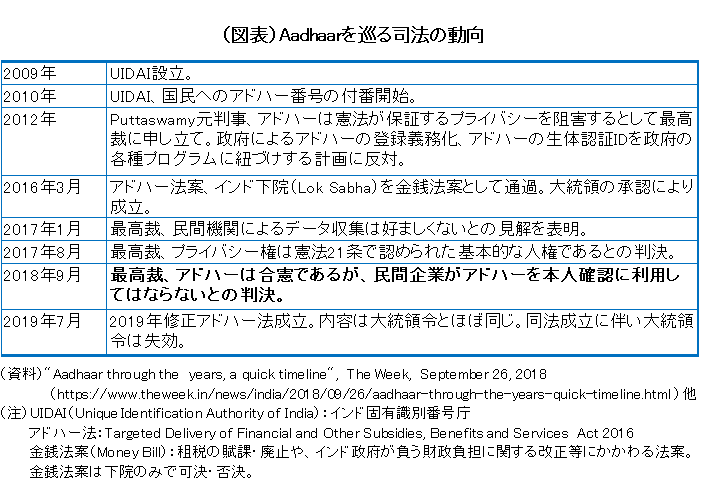 （図表）Aadhaarを巡る司法の動向
2009年 UIDAI設立。
2010年 UIDAI、国民へのアドハー番号の付番開始。
2012年 Puttaswamy元判事、アドハーは憲法が保証するプライバシーを阻害するとして最高
裁に申し立て。政府によるアドハーの登録義務化、アドハーの生体認証IDを政府の
各種プログラムに紐づけする計画に反対。
2016年3月 アドハー法案、インド下院（Lok Sabha）を金銭法案として通過。大統領の承認により
成立。
2017年1月 最高裁、民間機関によるデータ収集は好ましくないとの見解を表明。
2017年8月 最高裁、プライバシー権は憲法21条で認められた基本的な人権であるとの判決。
2018年9月 最高裁、アドハーは合憲であるが、民間企業がアドハーを本人確認に利用し
てはならないとの判決。
2019年7月 2019年修正アドハー法成立。内容は大統領令とほぼ同じ。同法成立に伴い大統領
令は失効。
（資料）“Aadhaar through the years, a quick timeline“, The Week, September 26, 2018
（https://www.theweek.in/news/india/2018/09/26/aadhaar-through-the-years-quick-timeline.html）他
（注）UIDAI（Unique Identification Authority of India）：インド固有識別番号庁
アドハー法：Targeted Delivery of Financial and Other Subsidies, Benefits and Services Act 2016
金銭法案（Money Bill）：租税の賦課・廃止や、インド政府が負う財政負担に関する改正等にかかわる法案。
金銭法案は下院のみで可決・否決。